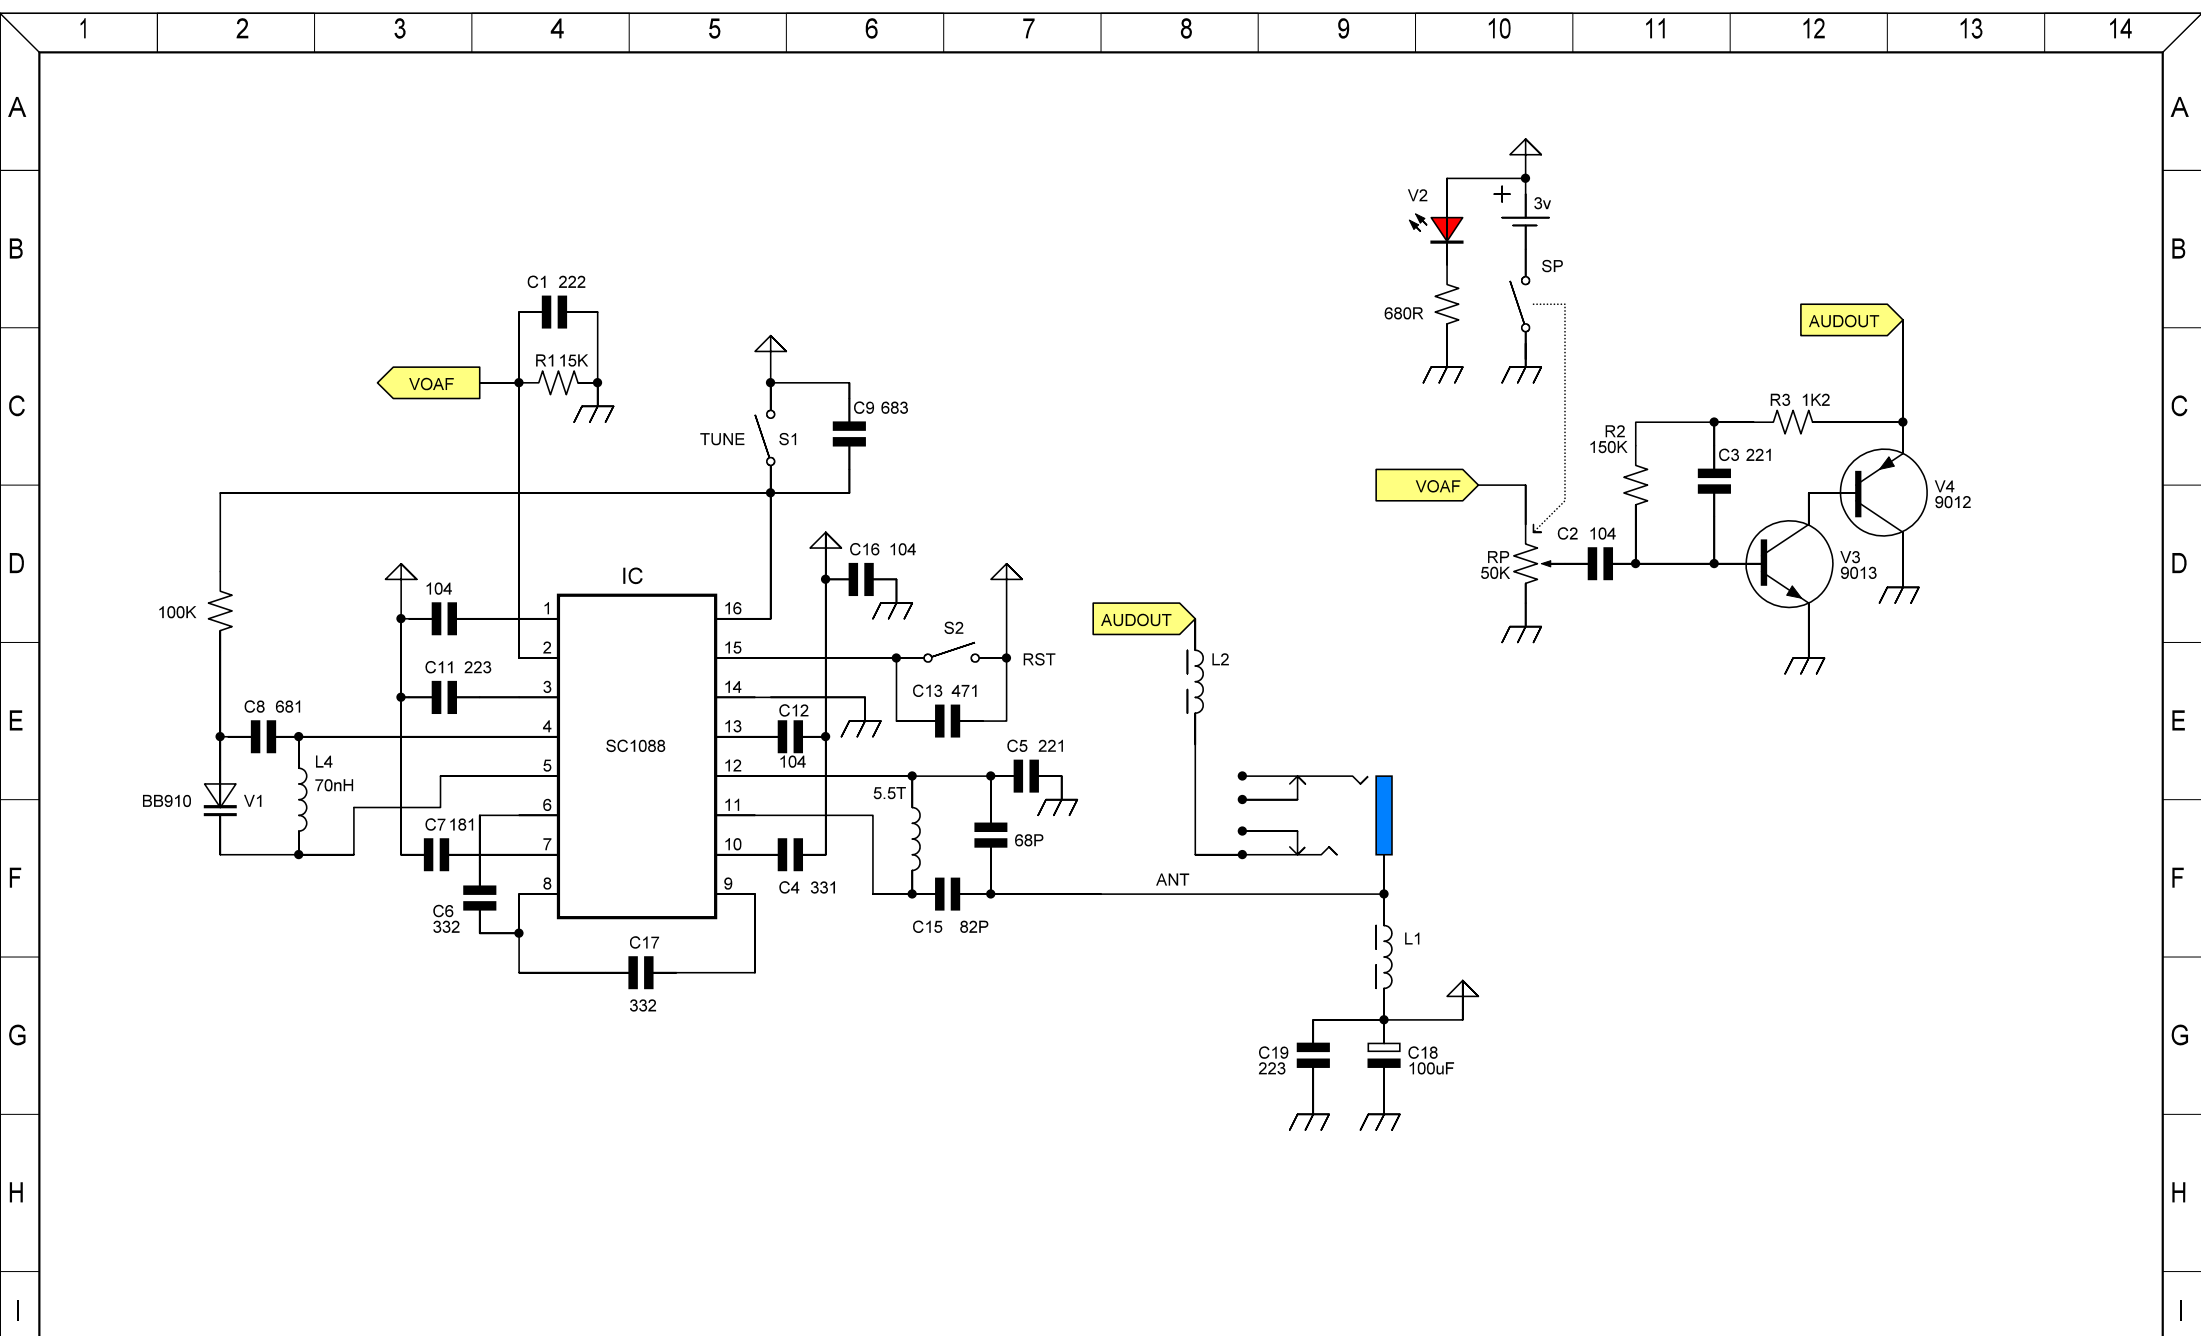 1 2 3 4 5 6 7 8 9 10 11 12 13 14
A A
B B
C C
D D
E E
F F
G G
H H
I I
V2
+
3v
SP
680R
C1 222
R1 15K
VOAF
TUNE
S1
C9 683
AUDOUT
R3 1K2
R2
150K
C3 221
V4
9012
VOAF
C2 104
RP
50K
V3
9013
C16 104
IC
104
100K
1
2
3
4
5
6
7
8
16
15
14
13
12
11
10
9
SC1088
S2
RST
C13 471
C11 223
C8 681
L4
70nH
BB910
V1
C12
104
C5 221
5.5T
68P
C7 181
C4 331
C6
332
C15 82P
C17
332
AUDOUT
L2
ANT
L1
C19
223
C18
100uF